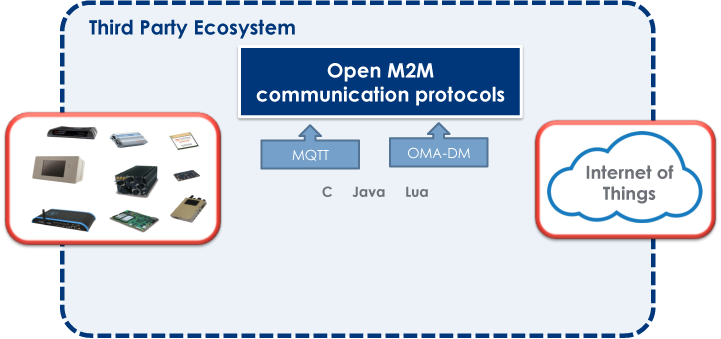 Third Party Ecosystem
Open M2M
communication protocols
MQTT
OMA-DM
C Java Lua
Internet of
Things